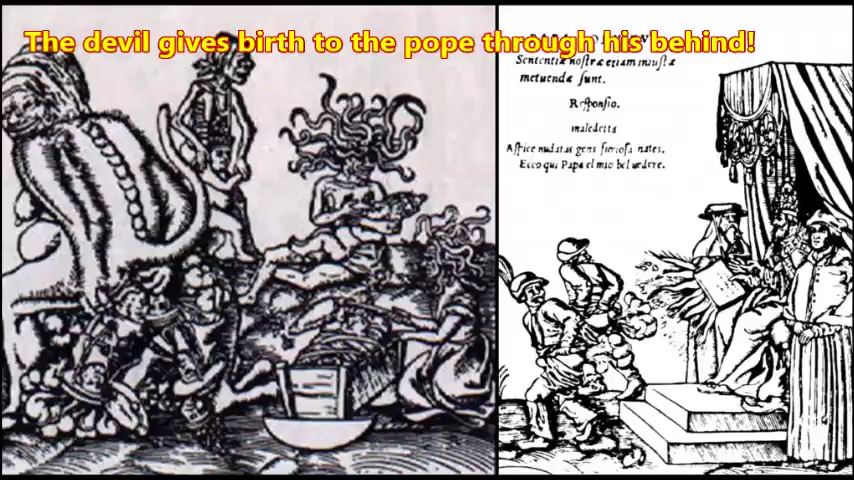 The devil gives birth to the pope through his behind!
Sententiæ nostræ etiam iniustæ
metuendæ sunt.
Responsio.
maledetta
Aspice nudatas gens furiosa nates.
Ecco qui Papa el mio bel uedere.